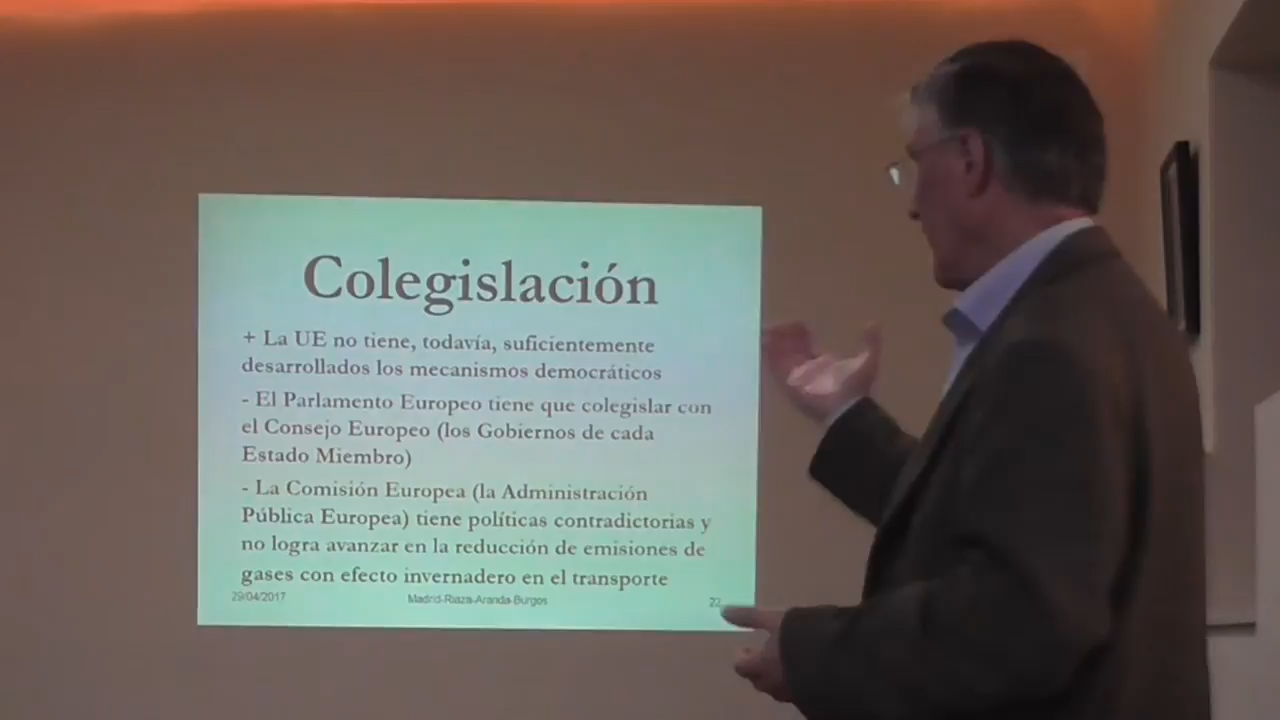 Colegislación
+ La UE no tiene, todavía, suficientemente
desarrollados los mecanismos democráticos
- El Parlamento Europeo tiene que colegislar con
el Consejo Europeo (los Gobiernos de cada
Estado Miembro)
- La Comisión Europea (la Administración
Pública Europea) tiene políticas contradictorias y
no logra avanzar en la reducción de emisiones de
gases con efecto invernadero en el transporte
29/04/2017 Madrid-Riaza-Aranda-Burgos